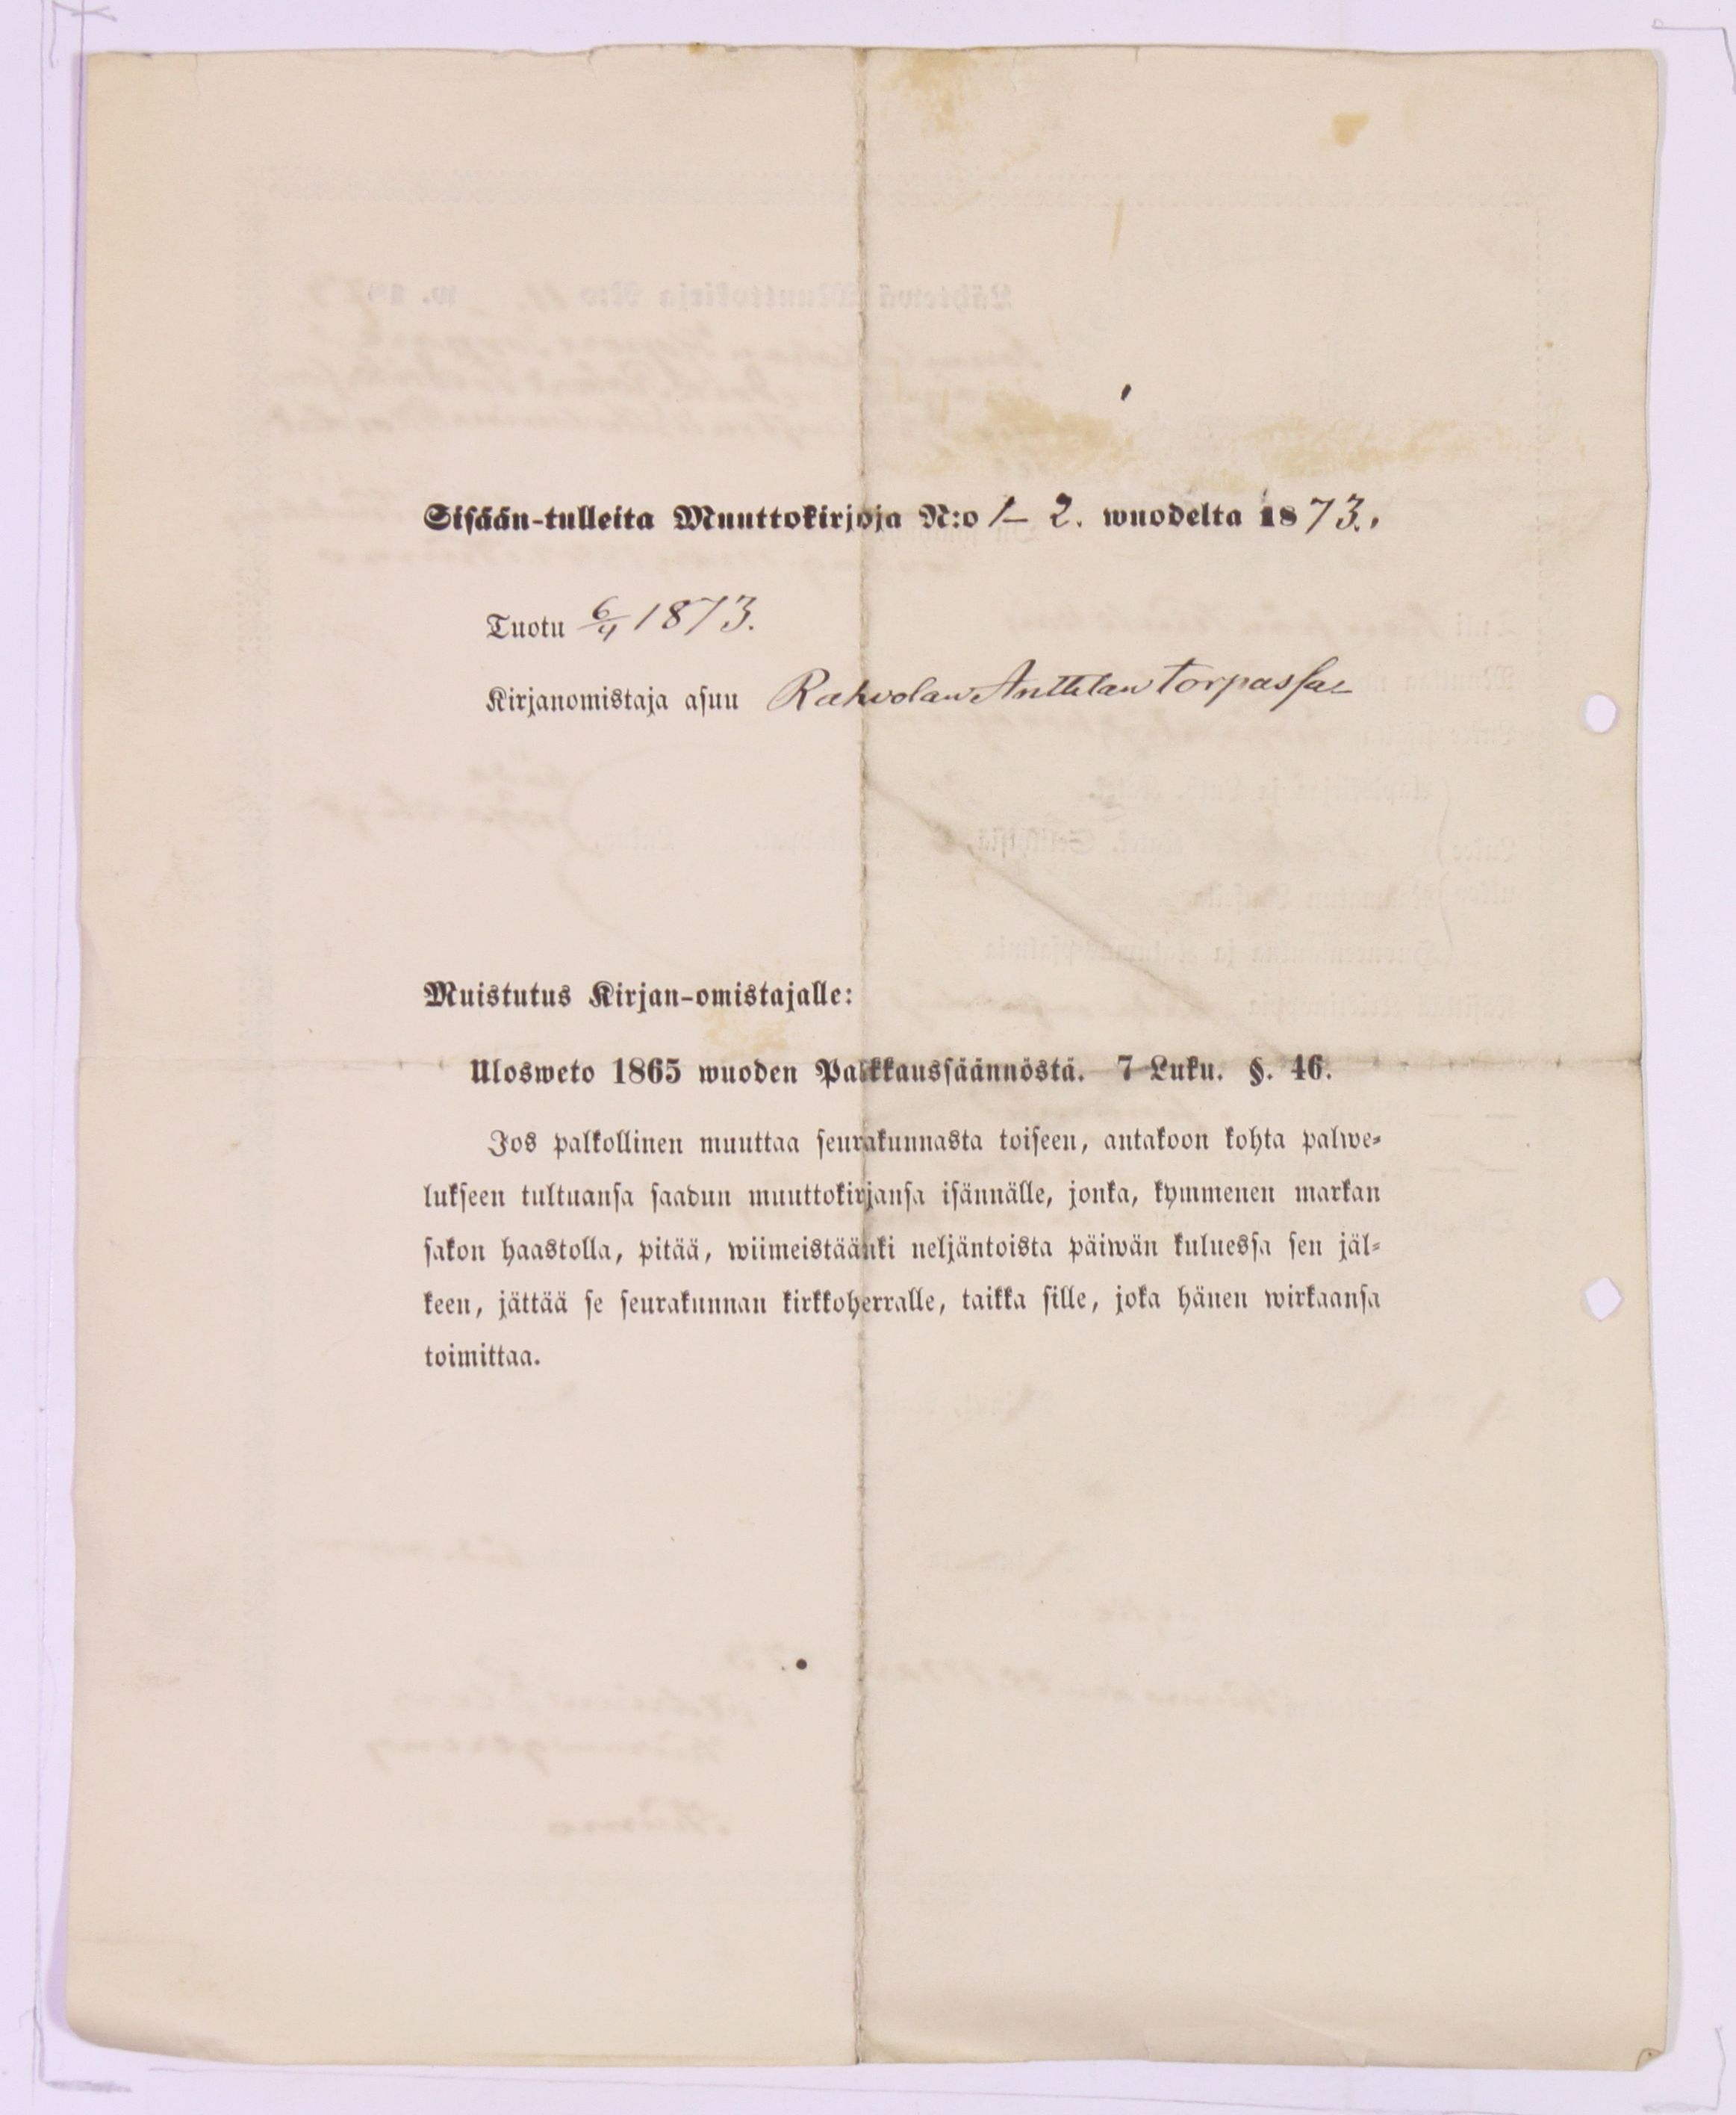 Sisään-tulleita Muuttokirjoja N:o 1–2. wuodelta 1873.
Tuotu 6/4 1873.
Kirjanomistaja asuu Rahvolan Anttilan torpassa
Muistutus Kirjan-omistajalle:
Ulosweto 1865 wuoden Palkkaussäännöstä. 7 Luku. §. 46.
Jos palkollinen muuttaa seurakunnasta toiseen, antakoon kohta palwe-
lukseen tultuansa saadun muuttokirjansa isännälle, jonka, kymmenen markan
sakon haastolla, pitää, wiimeistäänki neljäntoista päiwän kuluessa sen jäl-
keen, jättää se seurakunnan kirkkoherralle, taikka sille, joka hänen wirkaansa
toimittaa.